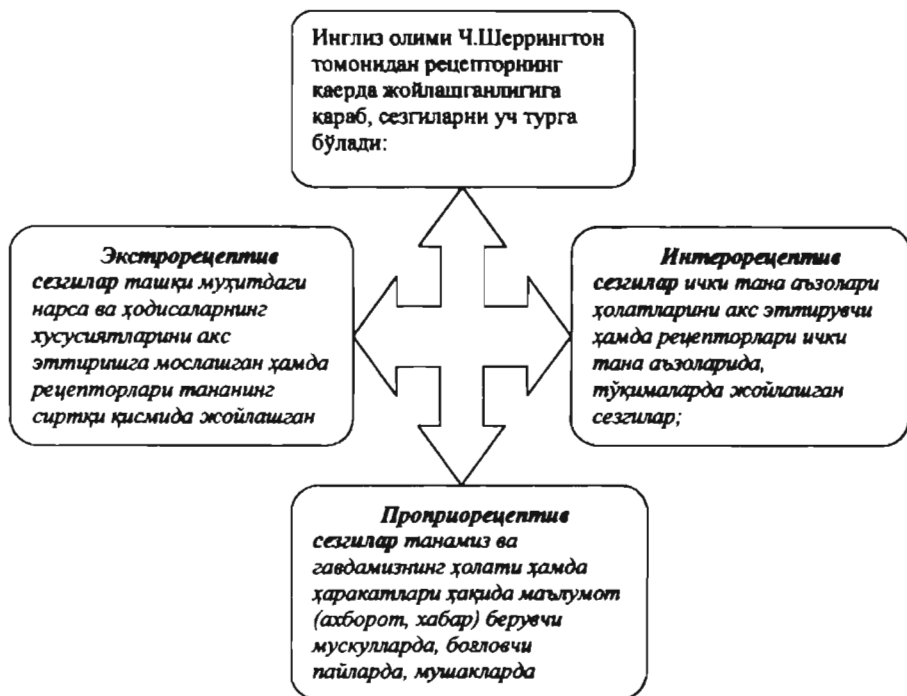 Инглиз олими Ч.Шеррингтон
томонидан рецепторнинг
қаерда жойлашганлигига
қараб, сезгиларни уч турга
бўлади:
Экстрорецептив
сезгилар ташқи муҳитдаги
нарса ва ҳодисаларнинг
хусусиятларини акс
эттиришга мослашган ҳамда
рецепторлари тананинг
сиртқи қисмида жойлашган
Интерорецептив
сезгилар ички тана аъзолари
ҳолатларини акс эттирувчи
ҳамда рецепторлари ички
тана аъзоларида,
тўқималарда жойлашган
сезгилар;
Проприорецептив
сезгилар танамиз ва
гавдамизнинг ҳолати ҳамда
ҳаракатлари ҳақида маълумот
(ахборот, хабар) берувчи
мускулларда, боғловчи
пайларда, мушакларда